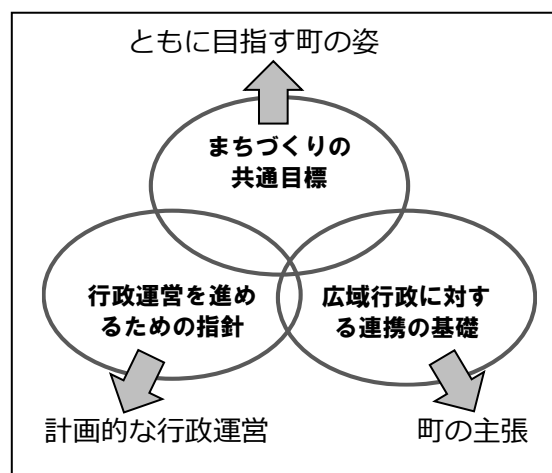 ともに目指す町の姿
まちづくりの
共通目標
行政運営を進め
るための指針
広域行政に対す
る連携の基礎
計画的な行政運営
町の主張